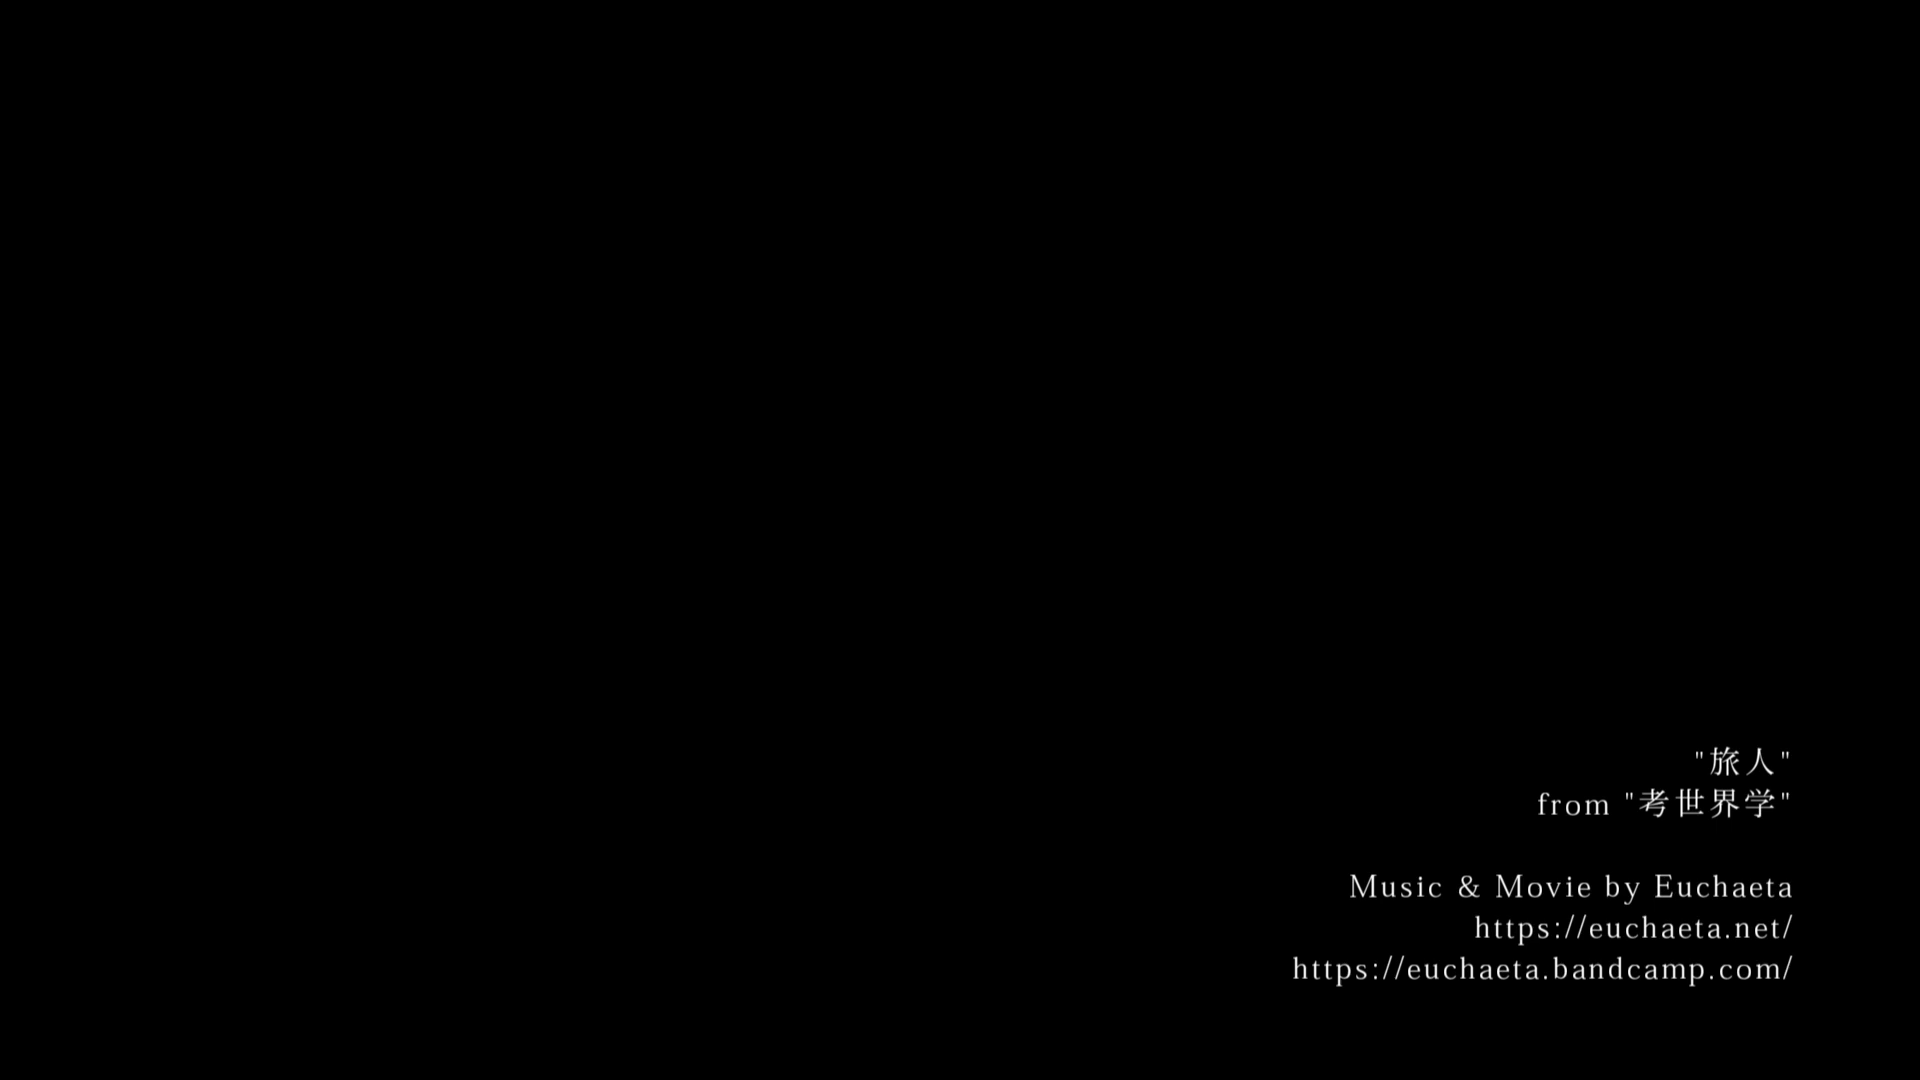 "旅人"
from "考世界学"
Music & Movie by Euchaeta
https://euchaeta.net/
https://euchaeta.bandcamp.com/